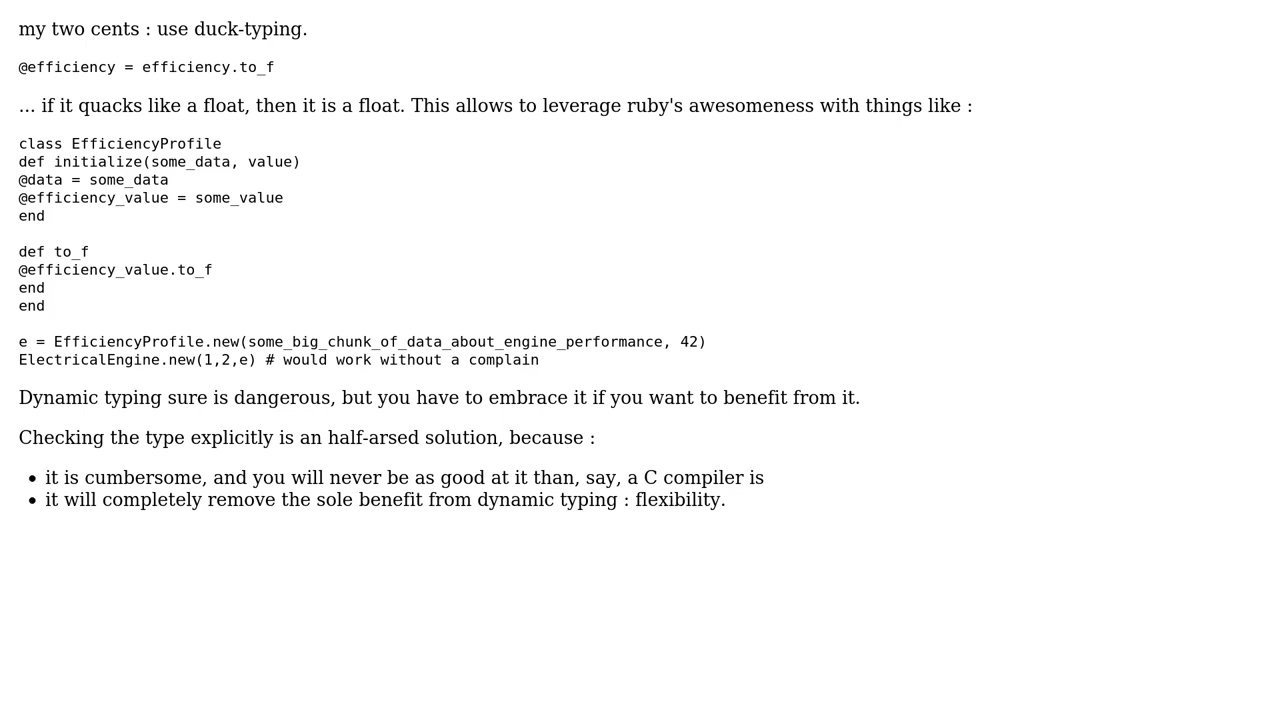 my two cents : use duck-typing.
@efficiency = efficiency.to_f
... if it quacks like a float, then it is a float. This allows to leverage ruby's awesomeness with things like :
class EfficiencyProfile
def initialize(some_data, value)
@data = some_data
@efficiency_value = some_value
end
def to_f
@efficiency_value.to_f
end
end
e = EfficiencyProfile.new(some_big_chunk_of_data_about_engine_performance, 42)
ElectricalEngine.new(1,2,e) # would work without a complain
Dynamic typing sure is dangerous, but you have to embrace it if you want to benefit from it.
Checking the type explicitly is an half-arsed solution, because :
• it is cumbersome, and you will never be as good at it than, say, a C compiler is
• it will completely remove the sole benefit from dynamic typing : flexibility.